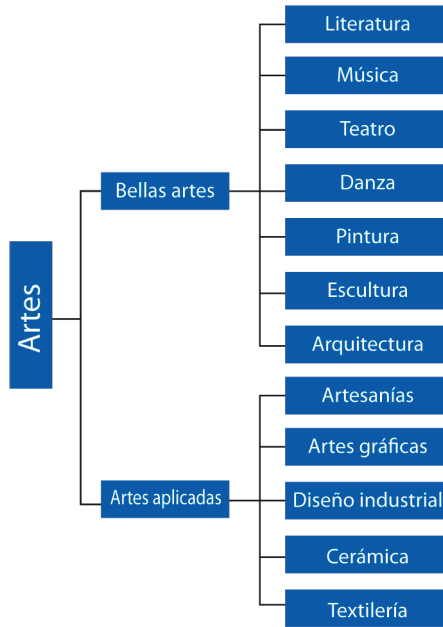 Artes
Bellas artes
Literatura
Música
Teatro
Danza
Pintura
Escultura
Arquitectura
Artes aplicadas
Artesanías
Artes gráficas
Diseño industrial
Cerámica
Textilería